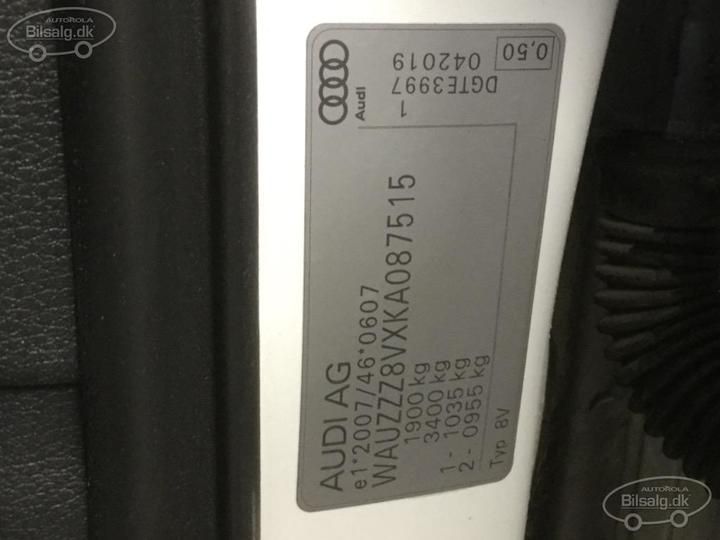 AUDI AG
e1*2007/46*0607
WAUZZZ8VXKA087515
1900 kg
3400 kg
1 - 1035 kg
2 - 0955 kg
Typ 8V
Audi
1
DGTE3997
042019
0,50
AUTOROLA
Bilsalg.dk
AUTOROLA
Bilsalg.dk